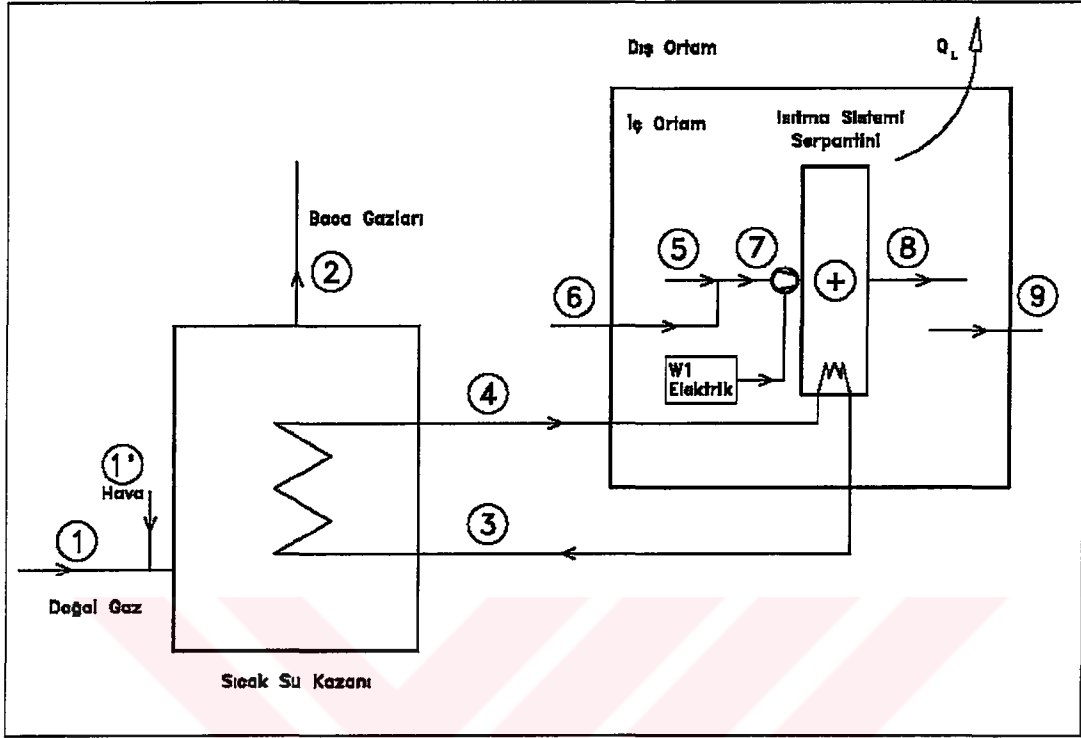 Dış Ortam
Q_L
İç Ortam
Isıtma Sistemi
Serpantini
Baca Gazları
2
5
7
8
6
9
+
W1
Elektrik
4
1'
Hava
1
3
Doğal Gaz
Sıcak Su Kazanı